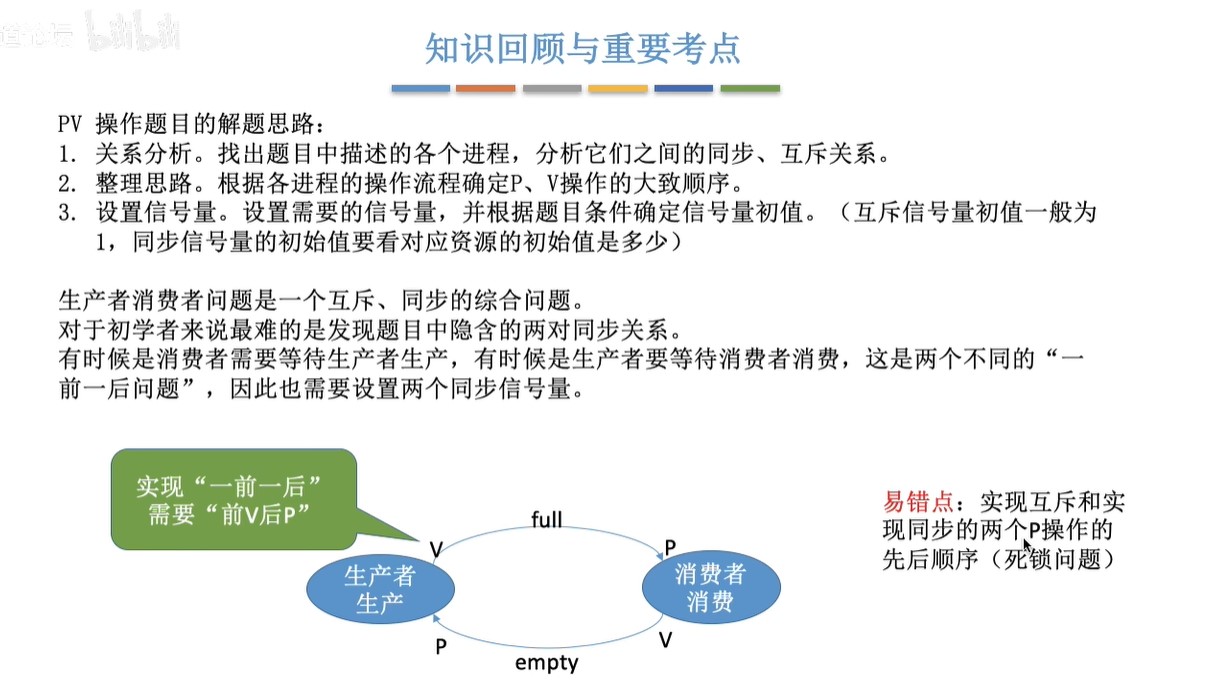 知识回顾与重要考点
PV 操作题目的解题思路：
1. 关系分析。找出题目中描述的各个进程，分析它们之间的同步、互斥关系。
2. 整理思路。根据各进程的操作流程确定P、V操作的大致顺序。
3. 设置信号量。设置需要的信号量，并根据题目条件确定信号量初值。（互斥信号量初值一般为
1，同步信号量的初始值要看对应资源的初始值是多少）
生产者消费者问题是一个互斥、同步的综合问题。
对于初学者来说最难的是发现题目中隐含的两对同步关系。
有时候是消费者需要等待生产者生产，有时候是生产者要等待消费者消费，这是两个不同的“一
前一后问题”，因此也需要设置两个同步信号量。
实现“一前一后”
需要“前V后P”
full
V
P
生产者
生产
消费者
消费
P
V
empty
易错点：实现互斥和实
现同步的两个P操作的
先后顺序（死锁问题）
bilibili